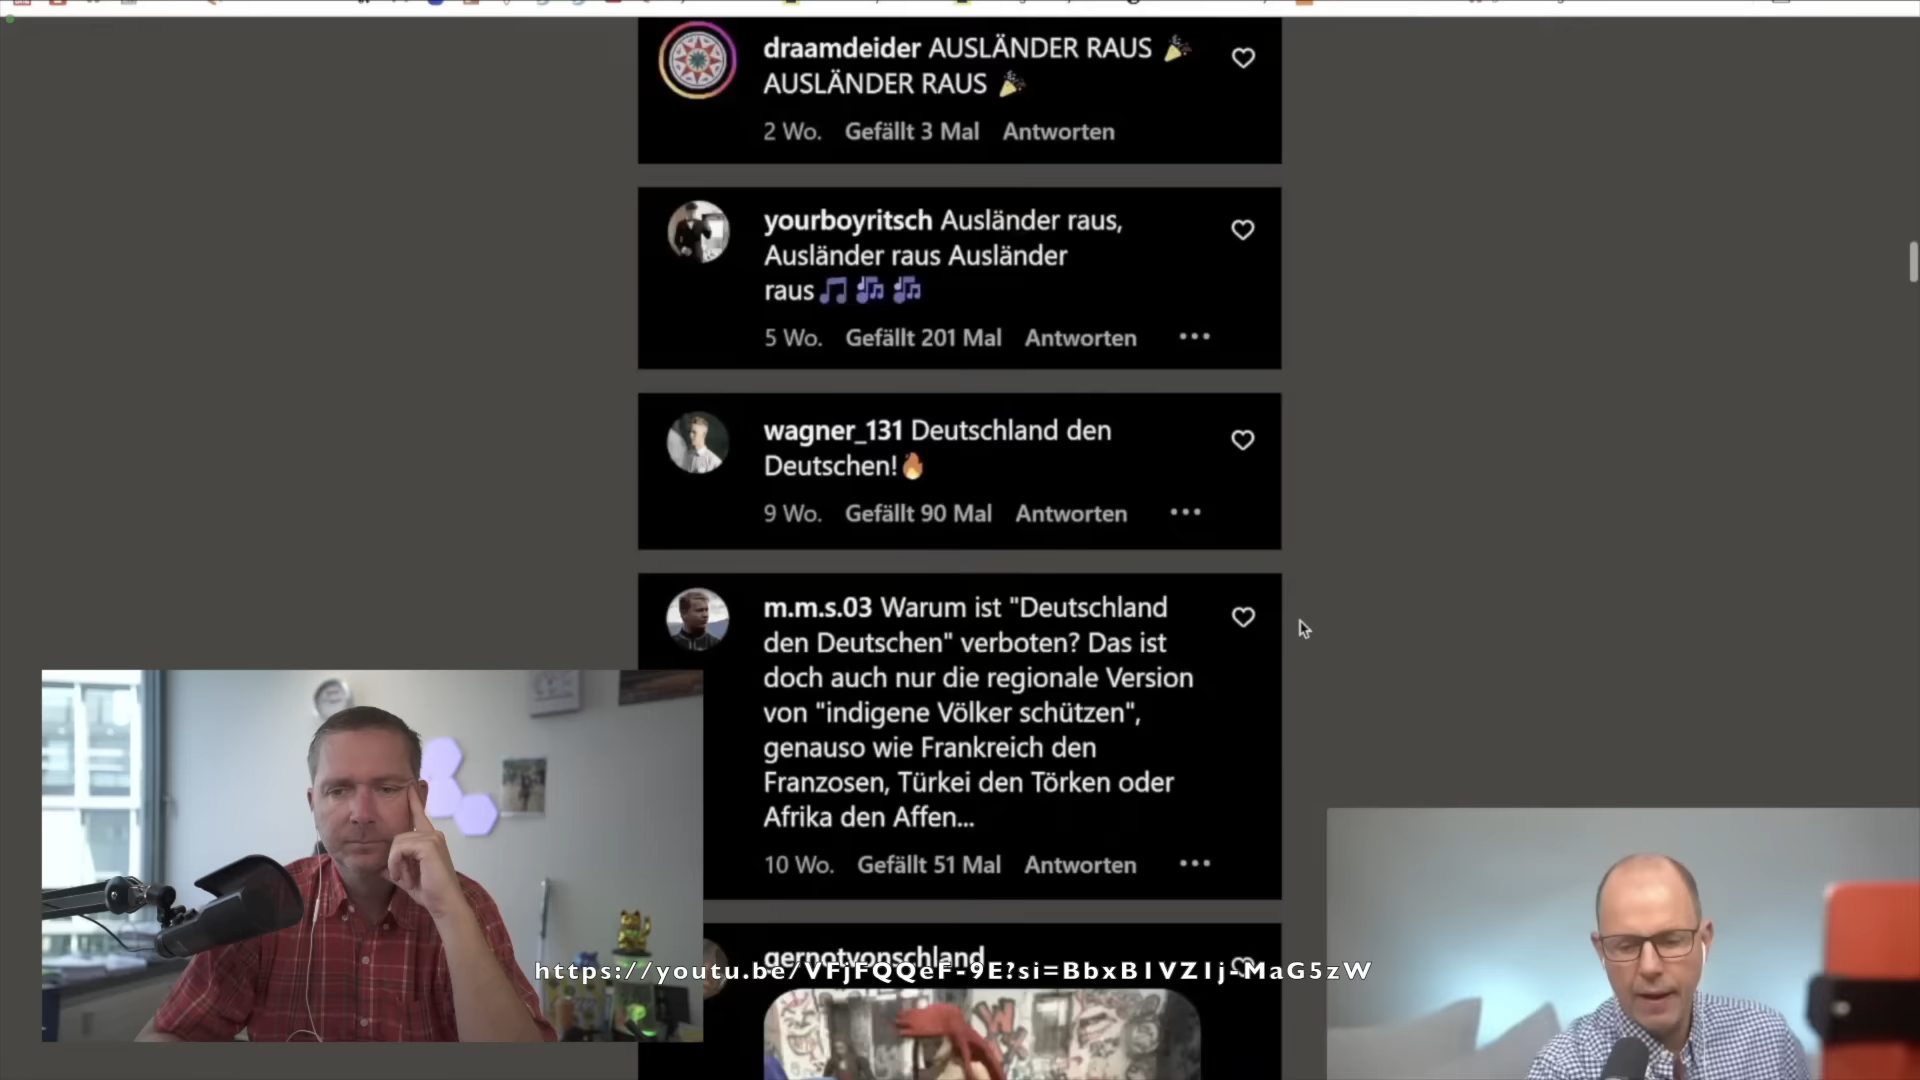 draamdeider AUSLÄNDER RAUS 🎉
AUSLÄNDER RAUS 🎉
2 Wo. Gefällt 3 Mal Antworten
yourboyritsch Ausländer raus,
Ausländer raus Ausländer
raus🎵 🎶 🎶
5 Wo. Gefällt 201 Mal Antworten
wagner_131 Deutschland den
Deutschen!🔥
9 Wo. Gefällt 90 Mal Antworten
m.m.s.03 Warum ist "Deutschland
den Deutschen" verboten? Das ist
doch auch nur die regionale Version
von "indigene Völker schützen",
genauso wie Frankreich den
Franzosen, Türkei den Törken oder
Afrika den Affen...
10 Wo. Gefällt 51 Mal Antworten
gernotvonschland
https://youtu.be/VFjFQQeF-9E?si=BbxB1VZ1j-MaG5zW